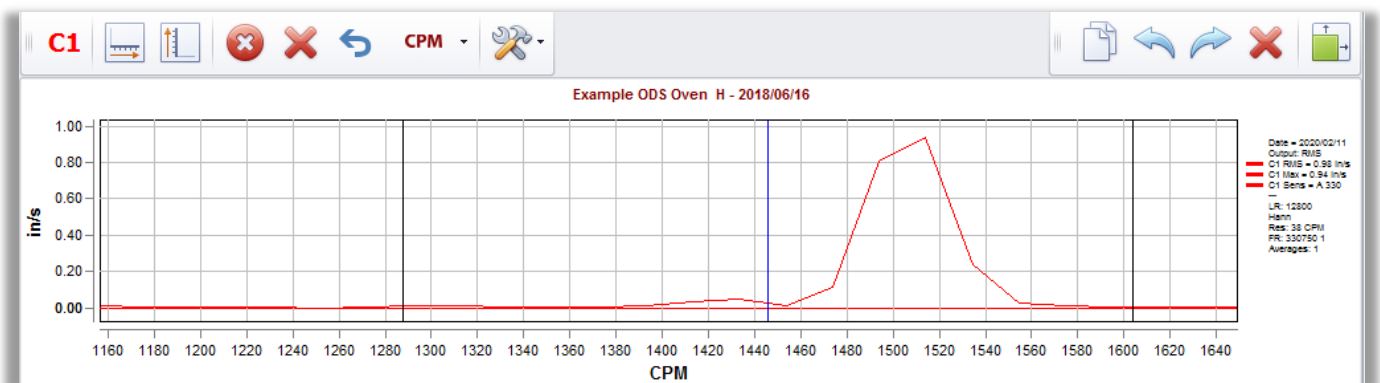 C1 CPM
Example ODS Oven H - 2018/06/16
1.00
0.80
0.60
0.40
0.20
0.00
in/s
1160 1180 1200 1220 1240 1260 1280 1300 1320 1340 1360 1380 1400 1420 1440 1460 1480 1500 1520 1540 1560 1580 1600 1620 1640
CPM
Date = 2020/02/11
Output: RMS
C1 RMS = 0.98 in/s
C1 Max = 0.94 in/s
C1 Sens = A 330
---
LR: 12800
Hann
Res: 38 CPM
FR: 330750 1
Averages: 1